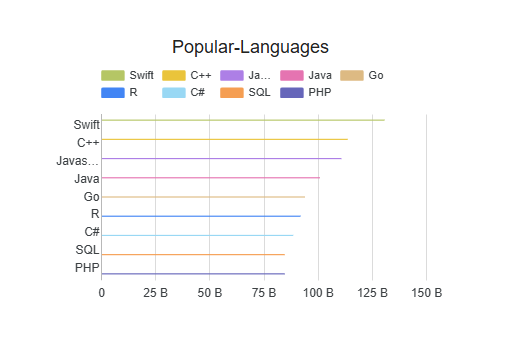 Popular-Languages
Swift C++ Ja... Java Go
R C# SQL PHP
Swift
C++
Javas...
Java
Go
R
C#
SQL
PHP
0 25 B 50 B 75 B 100 B 125 B 150 B